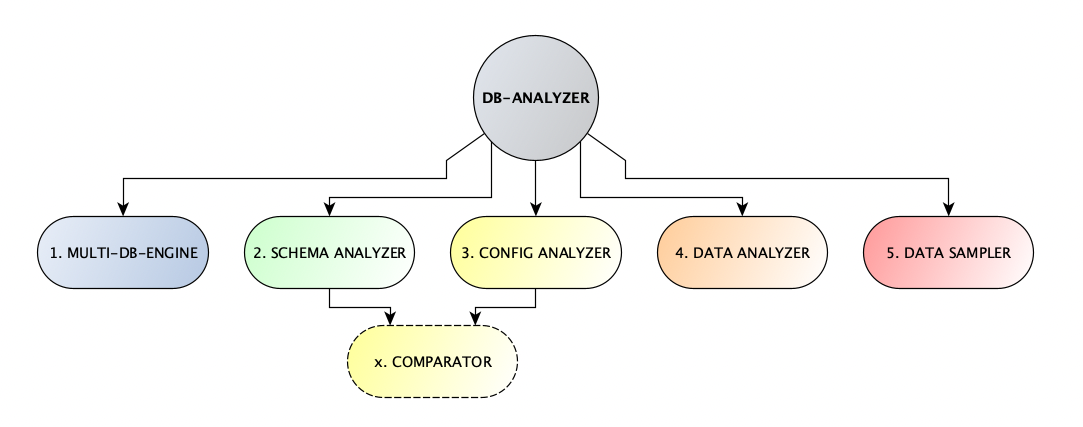 DB-ANALYZER
1. MULTI-DB-ENGINE
2. SCHEMA ANALYZER
3. CONFIG ANALYZER
4. DATA ANALYZER
5. DATA SAMPLER
x. COMPARATOR